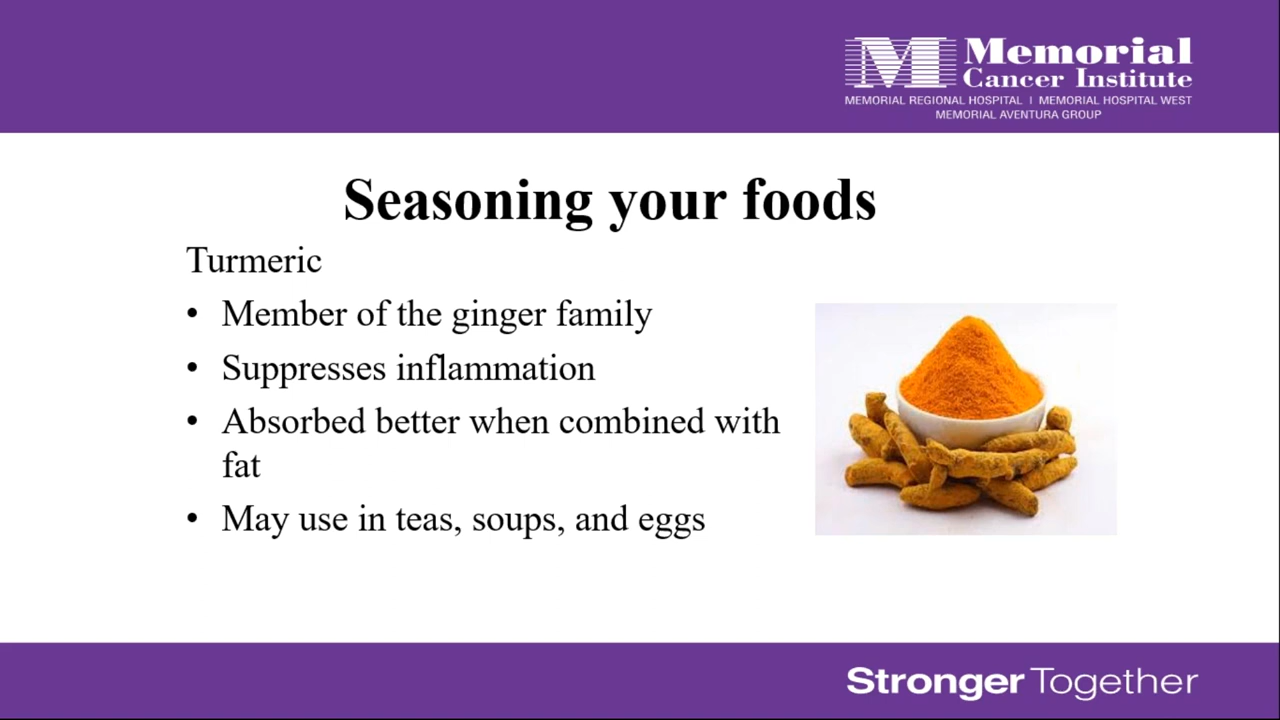 M Memorial
Cancer Institute
MEMORIAL REGIONAL HOSPITAL | MEMORIAL HOSPITAL WEST
MEMORIAL AVENTURA GROUP
Seasoning your foods
Turmeric
• Member of the ginger family
• Suppresses inflammation
• Absorbed better when combined with
fat
• May use in teas, soups, and eggs
Stronger Together